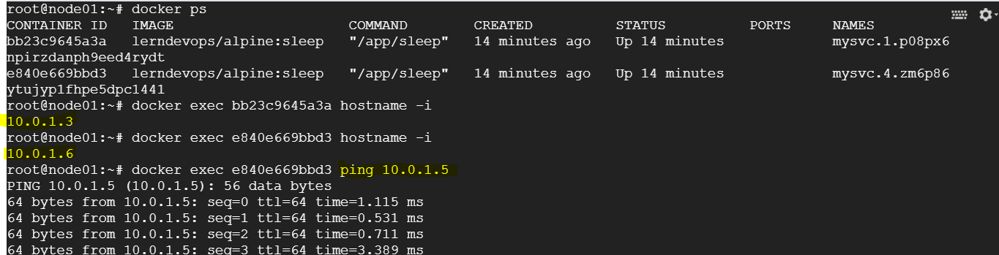 root@node01:~# docker ps
CONTAINER ID   IMAGE                    COMMAND        CREATED          STATUS           PORTS     NAMES
bb23c9645a3a   lerndevops/alpine:sleep   "/app/sleep"   14 minutes ago   Up 14 minutes              mysvc.1.p08px6
npirzdanph9eed4rydt
e840e669bbd3   lerndevops/alpine:sleep   "/app/sleep"   14 minutes ago   Up 14 minutes              mysvc.4.zm6p86
ytujyp1fhpe5dpc1441
root@node01:~# docker exec bb23c9645a3a hostname -i
10.0.1.3
root@node01:~# docker exec e840e669bbd3 hostname -i
10.0.1.6
root@node01:~# docker exec e840e669bbd3 ping 10.0.1.5
PING 10.0.1.5 (10.0.1.5): 56 data bytes
64 bytes from 10.0.1.5: seq=0 ttl=64 time=1.115 ms
64 bytes from 10.0.1.5: seq=1 ttl=64 time=0.531 ms
64 bytes from 10.0.1.5: seq=2 ttl=64 time=0.711 ms
64 bytes from 10.0.1.5: seq=3 ttl=64 time=3.389 ms